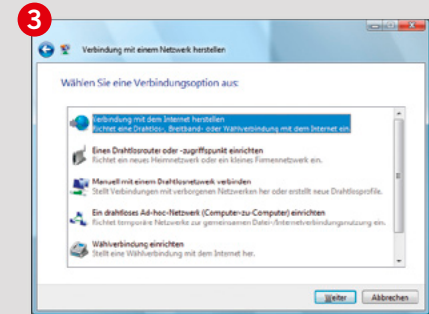 3
Verbindung mit einem Netzwerk herstellen
Wählen Sie eine Verbindungsoption aus:
Verbindung mit dem Internet herstellen
Richtet eine Drahtlos-, Breitband- oder Wählverbindung mit dem Internet ein.
Einen Drahtlosrouter oder -zugriffspunkt einrichten
Richtet ein neues Heimnetzwerk oder ein kleines Firmennetzwerk ein.
Manuell mit einem Drahtlosnetzwerk verbinden
Stellt Verbindungen mit verborgenen Netzwerken her oder erstellt neue Drahtlosprofile.
Ein drahtloses Ad-hoc-Netzwerk (Computer-zu-Computer) einrichten
Richtet temporäre Netzwerke zur gemeinsamen Datei-/Internetverbindungsnutzung ein.
Wählverbindung einrichten
Stellt eine Wählverbindung mit dem Internet her.
Weiter
Abbrechen